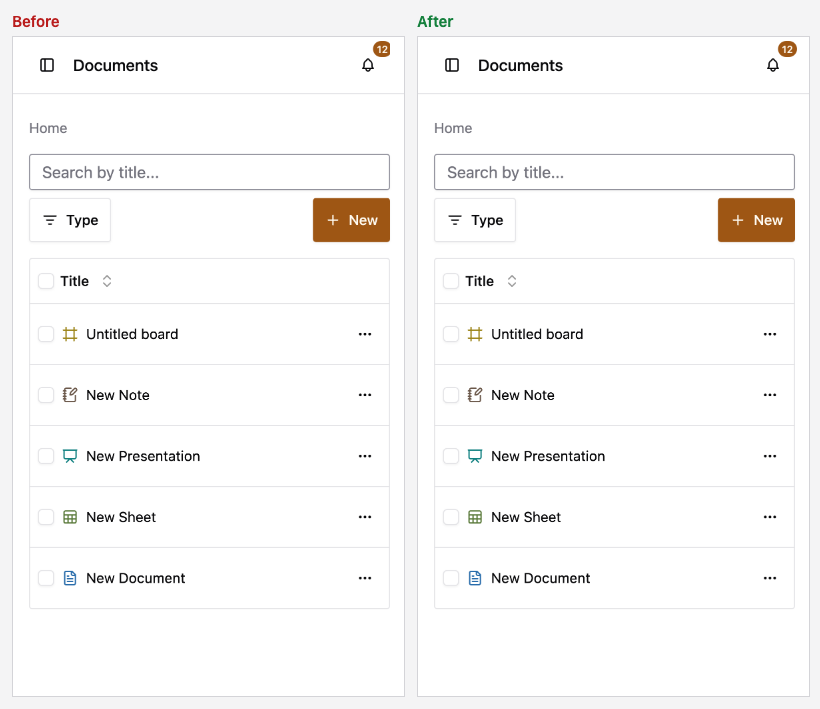 Before
Documents
12
Home
Search by title...
Type
New
Title
Untitled board
New Note
New Presentation
New Sheet
New Document
After
Documents
12
Home
Search by title...
Type
New
Title
Untitled board
New Note
New Presentation
New Sheet
New Document